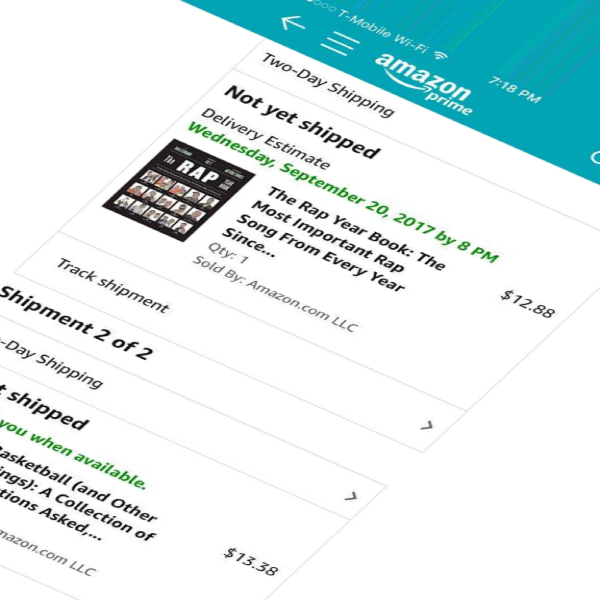 T-Mobile Wi-Fi
7:18 PM
amazon
prime
Two-Day Shipping
Not yet shipped
Delivery Estimate
Wednesday, September 20, 2017 by 8 PM
The
RAP
YEAR
BOOK
The Rap Year Book: The
Most Important Rap
Song From Every Year
Since...
Qty: 1
Sold By: Amazon.com LLC
$12.88
Track shipment
Shipment 2 of 2
-Day Shipping
shipped
you when available.
Basketball (and Other
ings): A Collection of
tions Asked,...
$13.38
mazon.com LLC